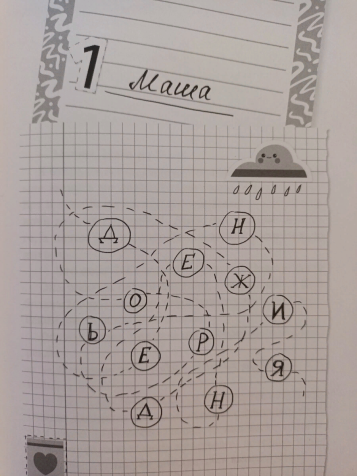 1 Маша
Д Н
Е
Ж
О И
Ь Р
Е Я
Д Н